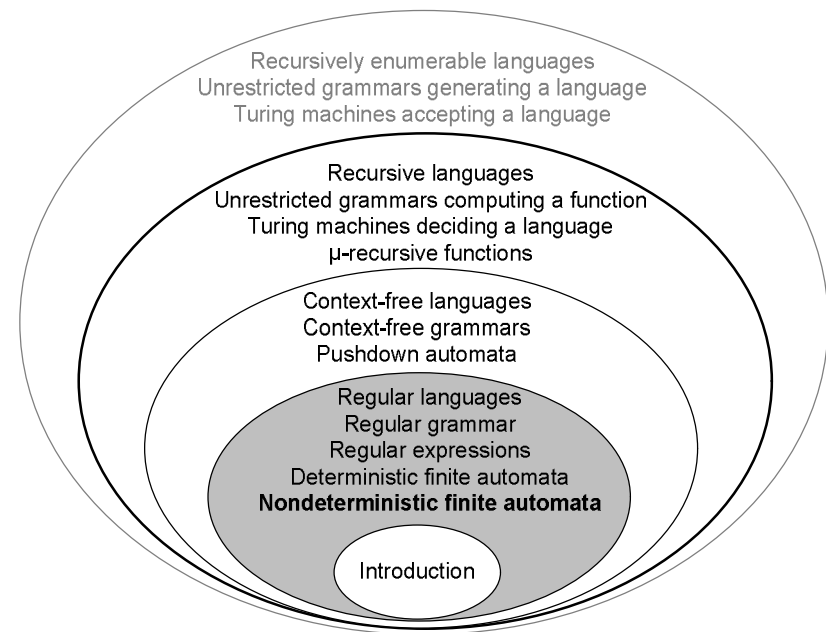 Recursively enumerable languages
Unrestricted grammars generating a language
Turing machines accepting a language
Recursive languages
Unrestricted grammars computing a function
Turing machines deciding a language
μ-recursive functions
Context-free languages
Context-free grammars
Pushdown automata
Regular languages
Regular grammar
Regular expressions
Deterministic finite automata
Nondeterministic finite automata
Introduction